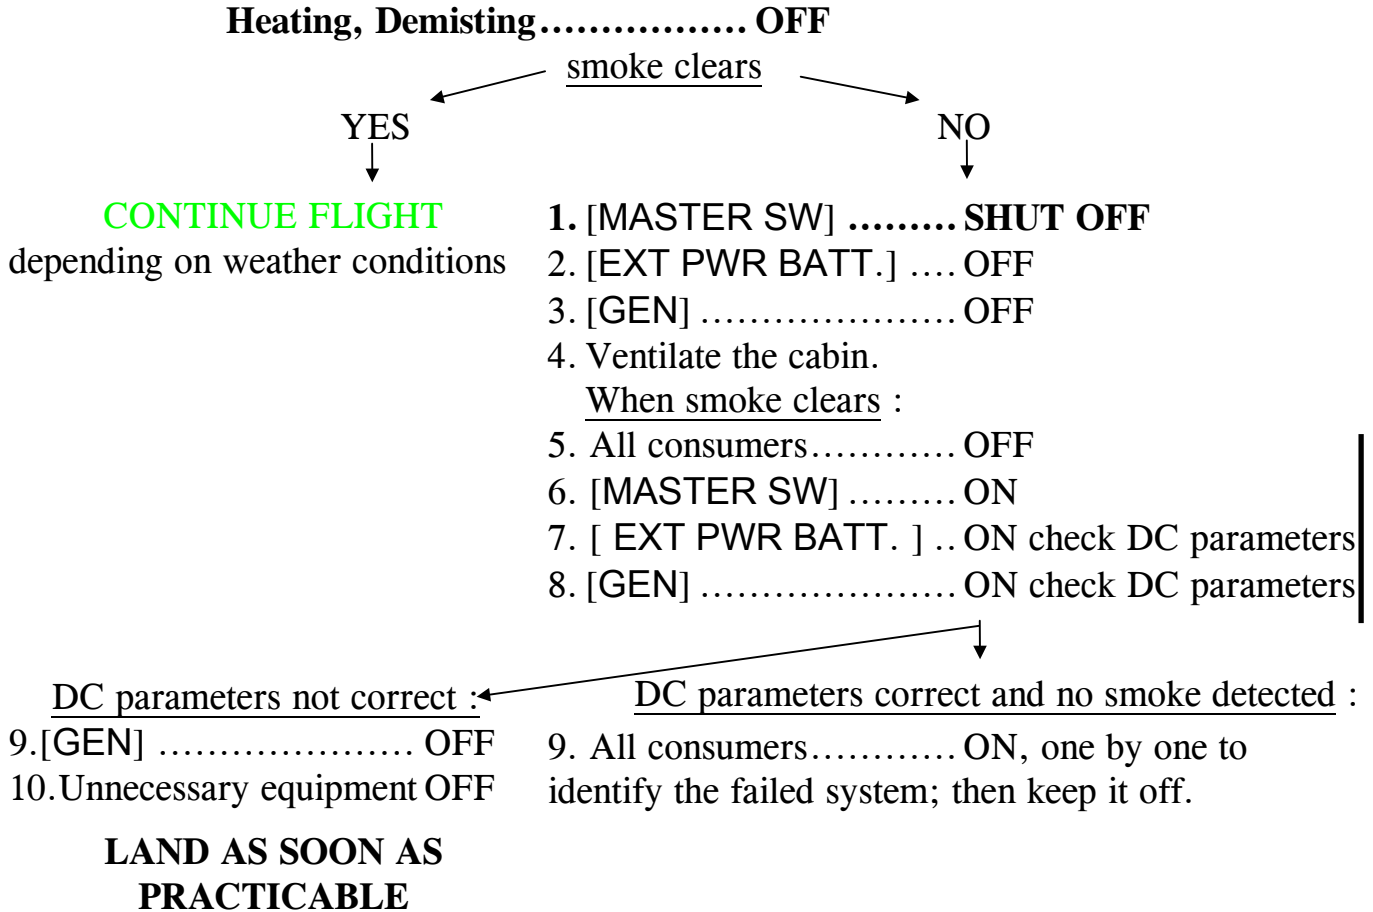 Heating, Demisting................. OFF
smoke clears
YES
NO
CONTINUE FLIGHT
depending on weather conditions
1. [MASTER SW] ......... SHUT OFF
2. [EXT PWR BATT.] .... OFF
3. [GEN] ..................... OFF
4. Ventilate the cabin.
When smoke clears :
5. All consumers............ OFF
6. [MASTER SW] ......... ON
7. [ EXT PWR BATT. ] .. ON check DC parameters
8. [GEN] ..................... ON check DC parameters
DC parameters not correct :
9.[GEN] ..................... OFF
10.Unnecessary equipment OFF
LAND AS SOON AS
PRACTICABLE
DC parameters correct and no smoke detected :
9. All consumers............ ON, one by one to
identify the failed system; then keep it off.